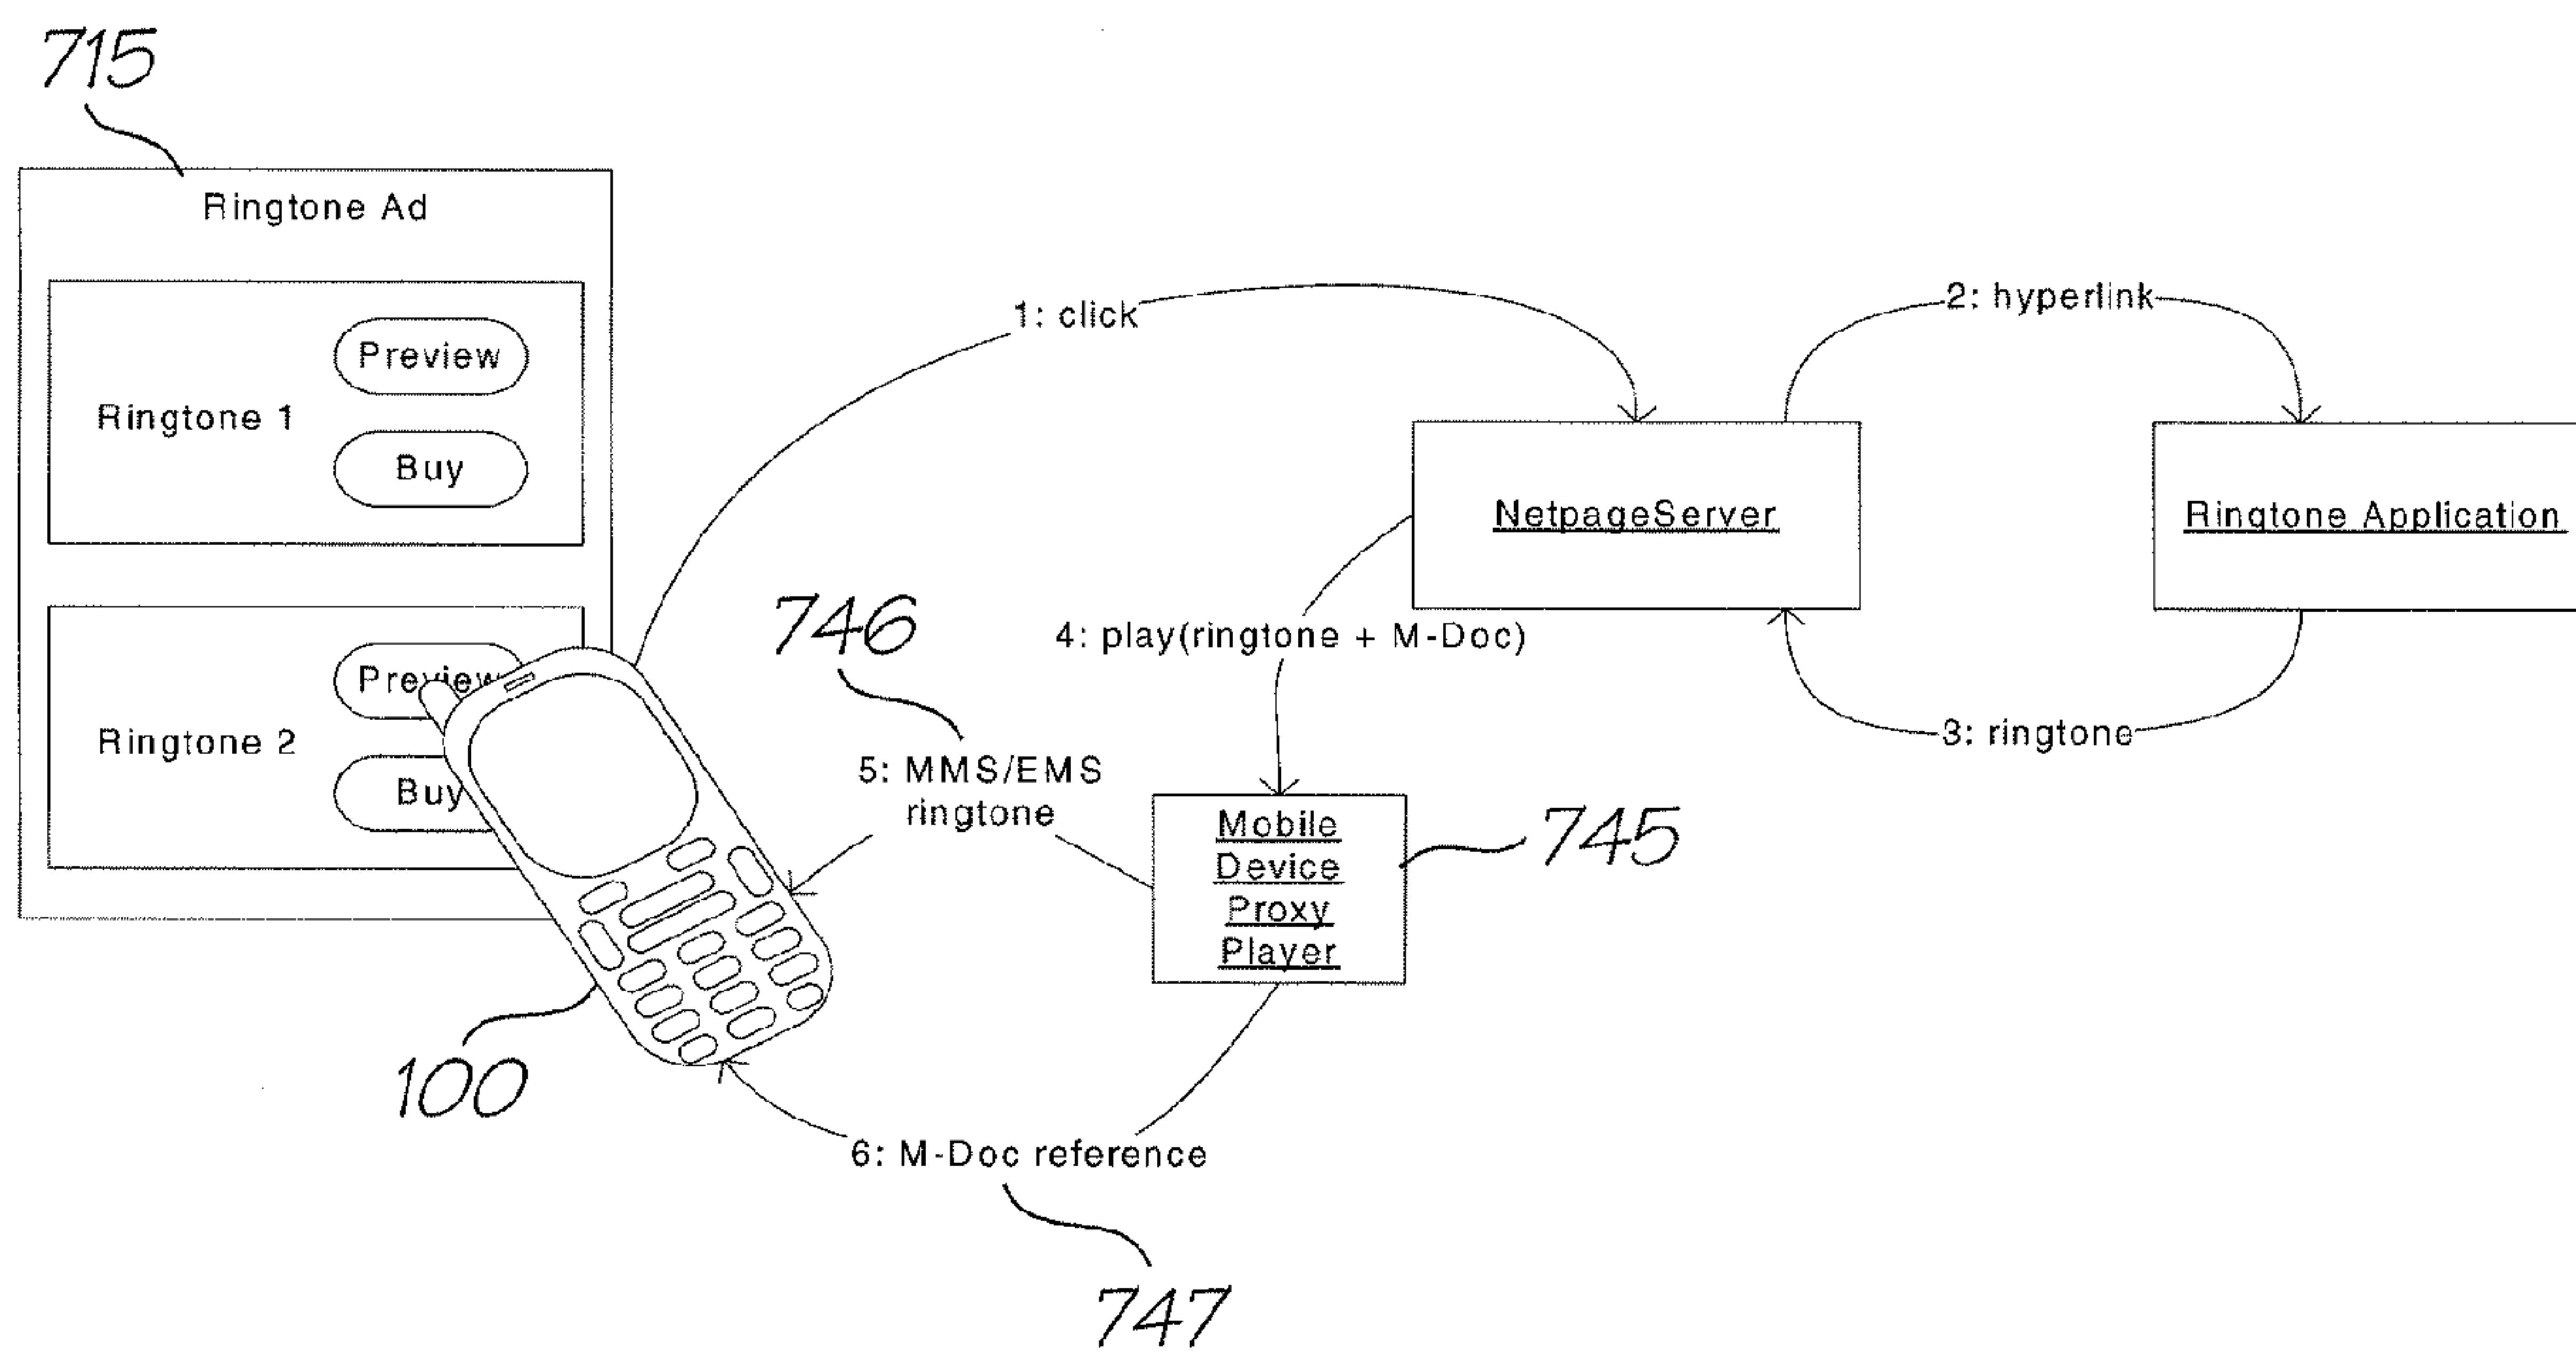 715
Ringtone Ad
Ringtone 1
Preview
Buy
Ringtone 2
Preview
Buy
100
1: click
2: hyperlink
NetpageServer
Ringtone Application
3: ringtone
4: play(ringtone + M-Doc)
746
5: MMS/EMS
ringtone
Mobile
Device
Proxy
Player
745
6: M-Doc reference
747